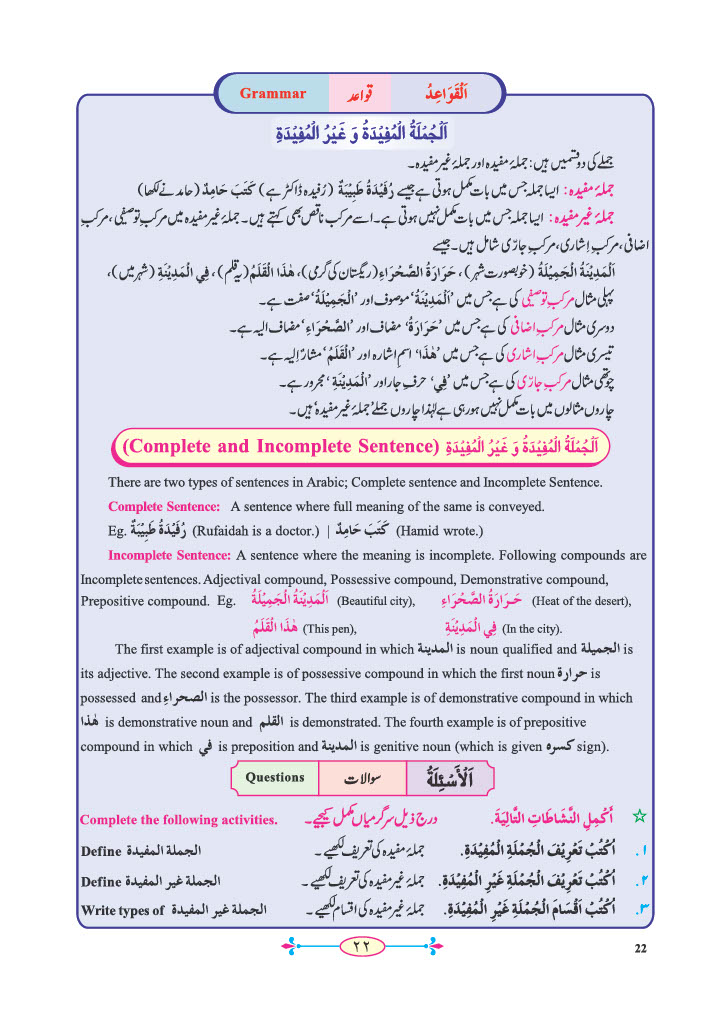 Grammar قواعد اَلْقَوَاعِدُ
اَلْجُمْلَةُ الْمُفِيْدَةُ وَ غَيْرُ الْمُفِيْدَةِ
جملے کی دو قسمیں ہیں: جملۂ مفیدہ اور جملۂ غیر مفیدہ۔
جملۂ مفیدہ: ایسا جملہ جس میں بات مکمل ہوتی ہے جیسے رُفَيْدَةُ طَبِيْبَةٌ (رُفیدہ ڈاکٹر ہے) كَتَبَ حَامِدٌ (حامد نے لکھا)
جملۂ غیر مفیدہ: ایسا جملہ جس میں بات مکمل نہیں ہوتی ہے۔ اسے مرکب ناقص بھی کہتے ہیں۔ جملۂ غیر مفیدہ میں مرکبِ توصیفی، مرکبِ
اضافی، مرکبِ اِشاری، مرکبِ جارّی شامل ہیں۔ جیسے
اَلْمَدِيْنَةُ الْجَمِيْلَةُ (خوبصورت شہر)، حَرَارَةُ الصَّحْرَاءِ (ریگستان کی گرمی)، هٰذَا الْقَلَمُ (یہ قلم)، فِي الْمَدِيْنَةِ (شہر میں)،
پہلی مثال مرکبِ توصیفی کی ہے جس میں ’اَلْمَدِيْنَةُ‘ موصوف اور ’الْجَمِيْلَةُ‘ صفت ہے۔
دوسری مثال مرکبِ اضافی کی ہے جس میں ’حَرَارَةُ‘ مضاف اور ’الصَّحْرَاءِ‘ مضاف الیہ ہے۔
تیسری مثال مرکبِ اشاری کی ہے جس میں ’هٰذَا‘ اسمِ اشارہ اور ’الْقَلَمُ‘ مشارٌ اِلیہ ہے۔
چوتھی مثال مرکبِ جارّی کی ہے جس میں ’فِي‘ حرفِ جار اور ’الْمَدِيْنَةِ‘ مجرور ہے۔
چاروں مثالوں میں بات مکمل نہیں ہو رہی ہے لہٰذا چاروں جملے ’جملۂ غیر مفیدہ‘ ہیں۔
(Complete and Incomplete Sentence) اَلْجُمْلَةُ الْمُفِيْدَةُ وَ غَيْرُ الْمُفِيْدَةِ
There are two types of sentences in Arabic; Complete sentence and Incomplete Sentence.
Complete Sentence: A sentence where full meaning of the same is conveyed.
Eg. رُفَيْدَةُ طَبِيْبَةٌ (Rufaidah is a doctor.) | كَتَبَ حَامِدٌ (Hamid wrote.)
Incomplete Sentence: A sentence where the meaning is incomplete. Following compounds are
Incomplete sentences. Adjectival compound, Possessive compound, Demonstrative compound,
Prepositive compound. Eg. اَلْمَدِيْنَةُ الْجَمِيْلَةُ (Beautiful city), حَرَارَةُ الصَّحْرَاءِ (Heat of the desert),
هٰذَا الْقَلَمُ (This pen), فِي الْمَدِيْنَةِ (In the city).
The first example is of adjectival compound in which المدينة is noun qualified and الجميلة is
its adjective. The second example is of possessive compound in which the first noun حرارة is
possessed and الصحراء is the possessor. The third example is of demonstrative compound in which
هٰذا is demonstrative noun and القلم is demonstrated. The fourth example is of prepositive
compound in which في is preposition and المدينة is genitive noun (which is given كسره sign).
Questions سوالات اَلْأَسْئِلَةُ
Complete the following activities. درج ذیل سرگرمیاں مکمل کیجیے۔ أَكْمِلِ النَّشَاطَاتِ التَّالِيَةَ. ☆
Define الجملة المفيدة جملہ مفیدہ کی تعریف لکھیے۔ اُكْتُبْ تَعْرِيْفَ الْجُمْلَةِ الْمُفِيْدَةِ. ١.
Define الجملة غير المفيدة جملہ غیر مفیدہ کی تعریف لکھیے۔ اُكْتُبْ تَعْرِيْفَ الْجُمْلَةِ غَيْرِ الْمُفِيْدَةِ. ٢.
Write types of الجملة غير المفيدة جملہ غیر مفیدہ کی اقسام لکھیے۔ اُكْتُبْ اَقْسَامَ الْجُمْلَةِ غَيْرِ الْمُفِيْدَةِ. ٣.
٢٢
22